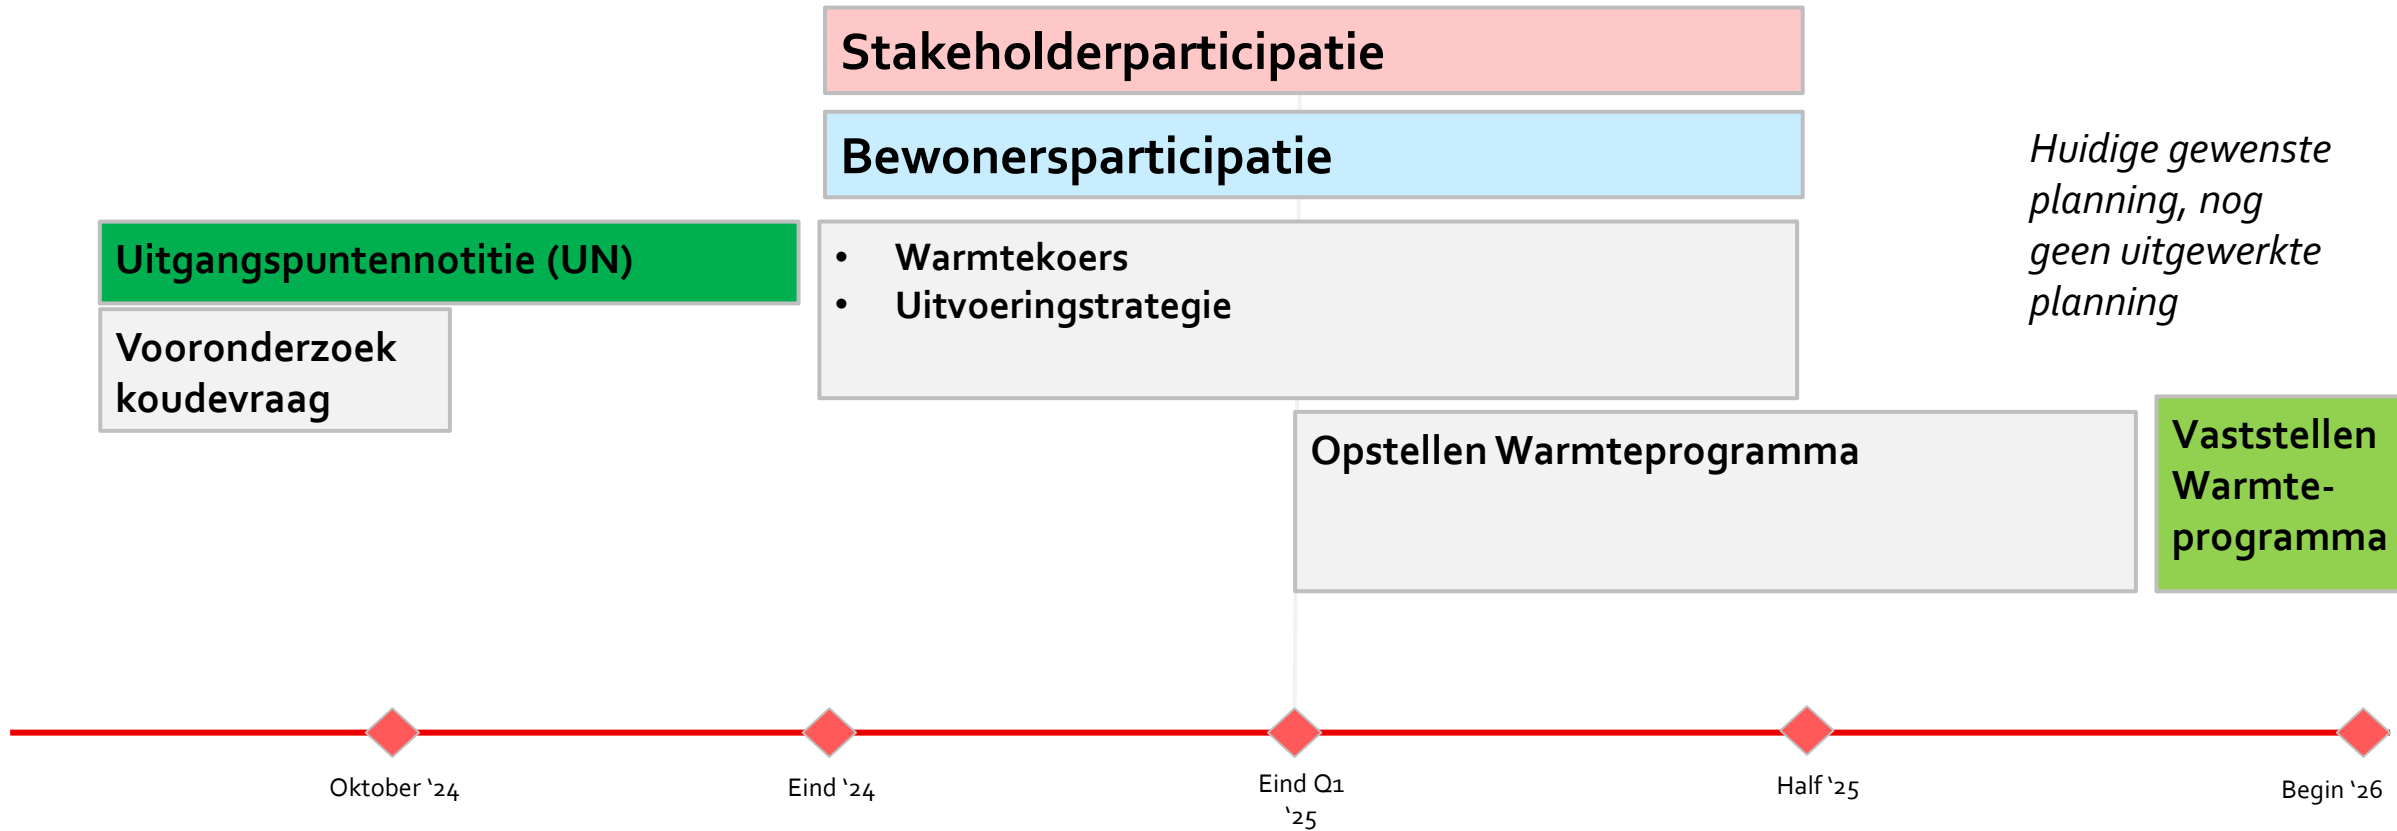 Stakeholderparticipatie
Bewonersparticipatie
Huidige gewenste
planning, nog
geen uitgewerkte
planning
Uitgangspuntennotitie (UN)
• Warmtekoers
• Uitvoeringstrategie
Vooronderzoek
koudevraag
Opstellen Warmteprogramma
Vaststellen
Warmte-
programma
Oktober ‘24
Eind ‘24
Eind Q1
‘25
Half ‘25
Begin ‘26